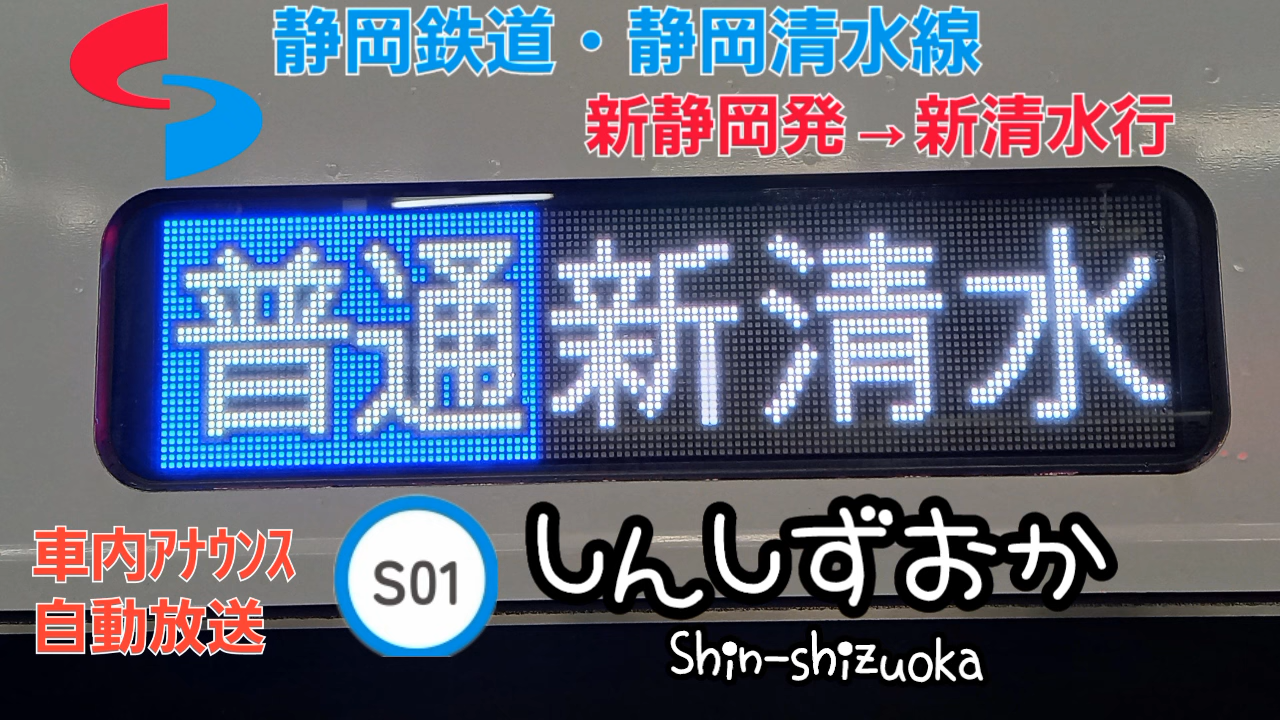 静岡鉄道・静岡清水線
新静岡発→新清水行
普通 新清水
車内ｱﾅｳﾝｽ
自動放送
S01
しんしずおか
Shin-shizuoka